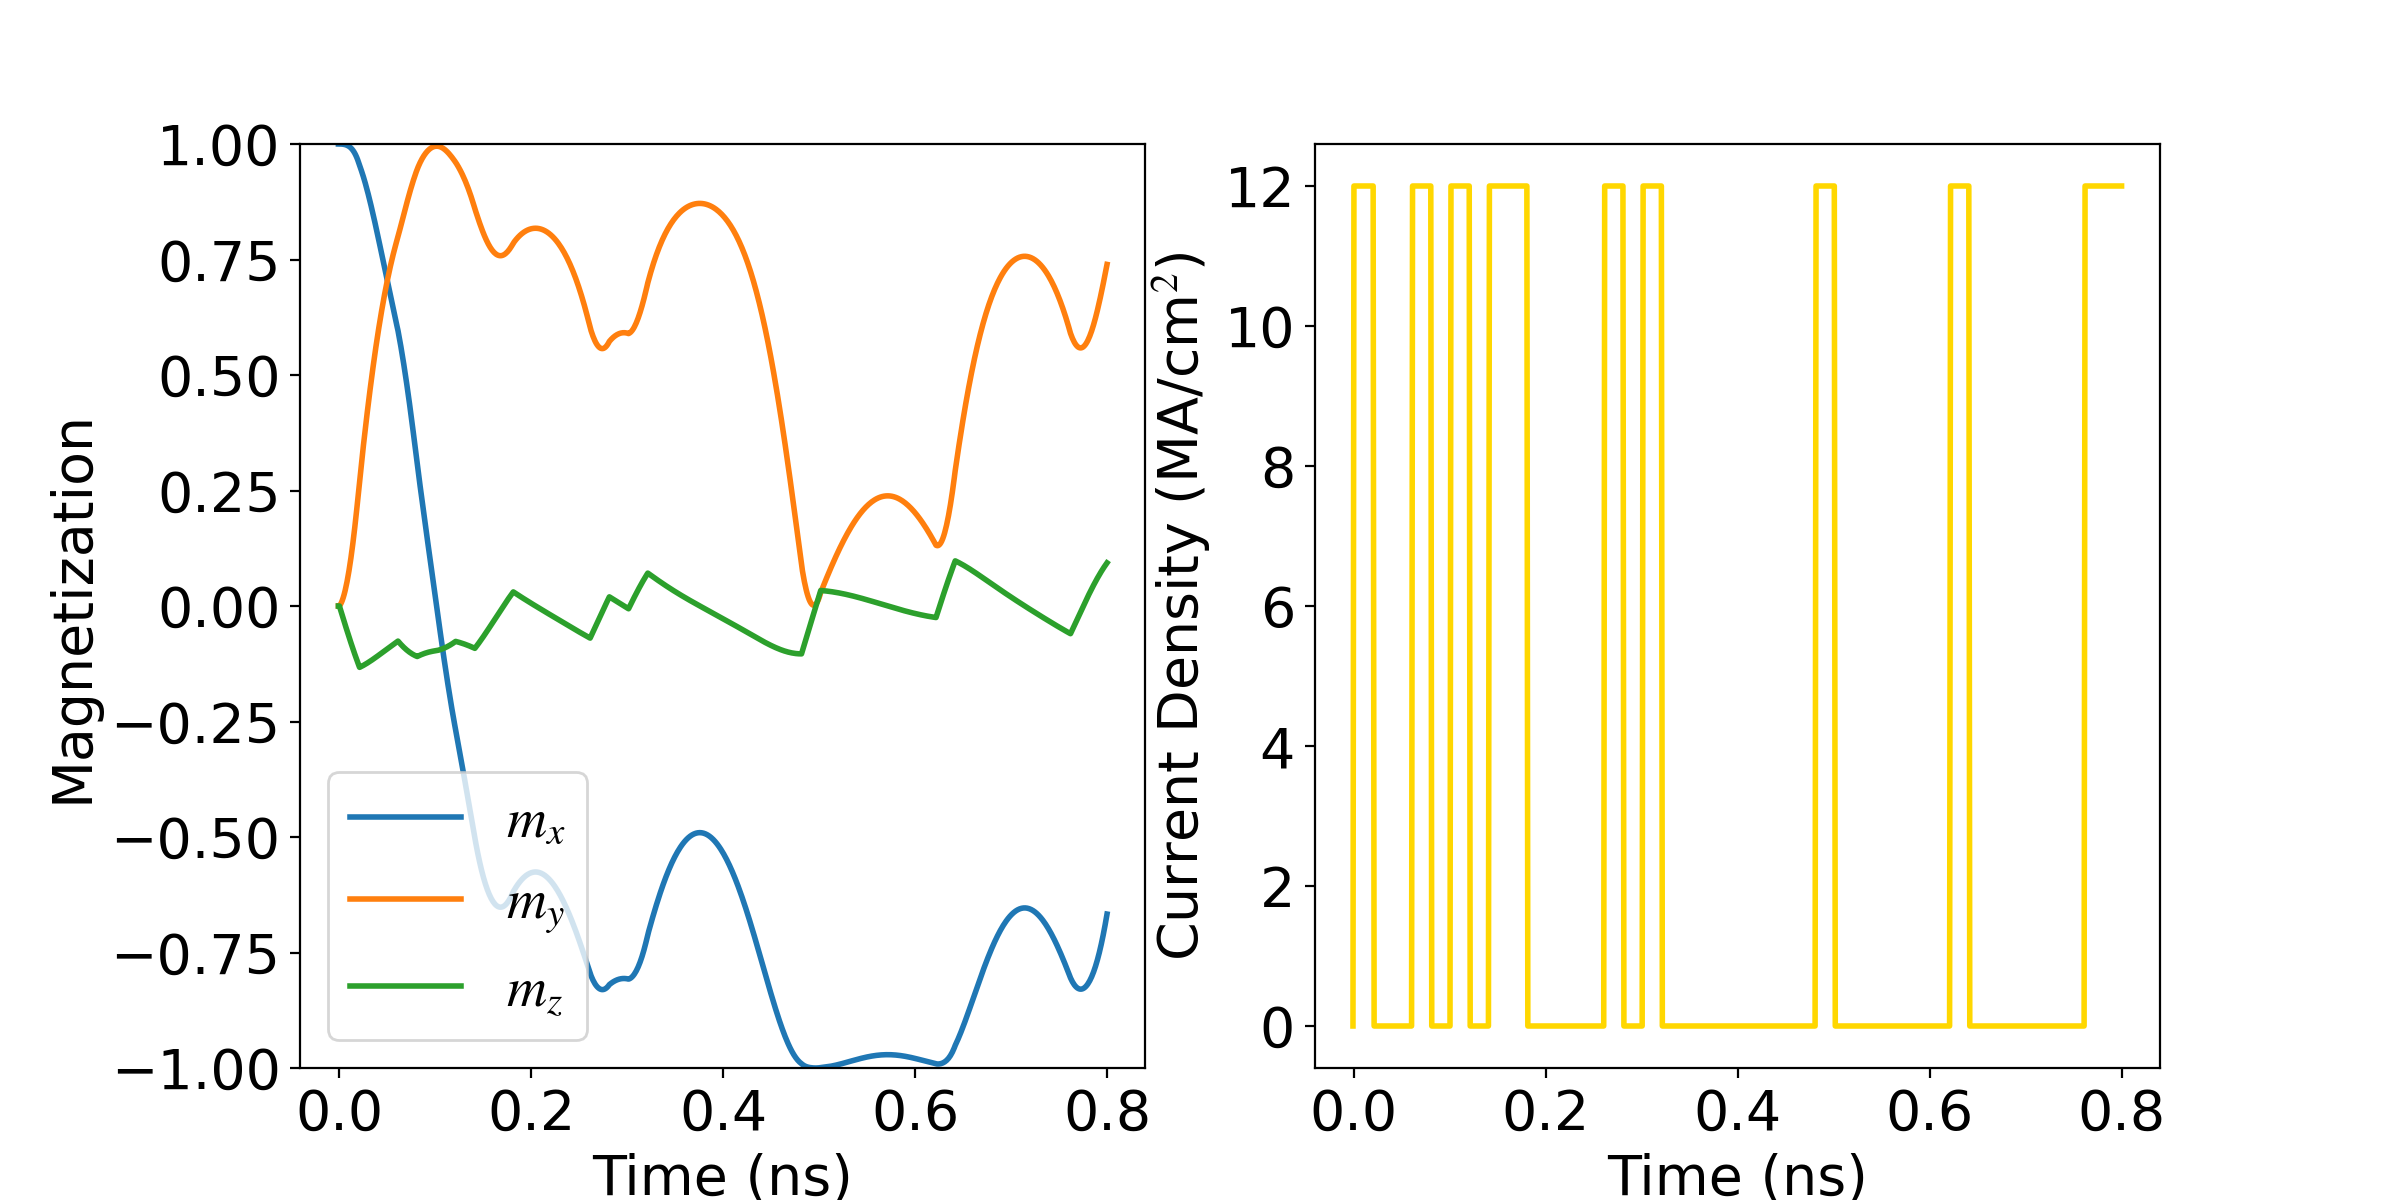 1.00
0.75
0.50
0.25
0.00
−0.25
−0.50
−0.75
−1.00
Magnetization
m_x
m_y
m_z
0.0 0.2 0.4 0.6 0.8
Time (ns)
12
10
8
6
4
2
0
Current Density (MA/cm²)
0.0 0.2 0.4 0.6 0.8
Time (ns)